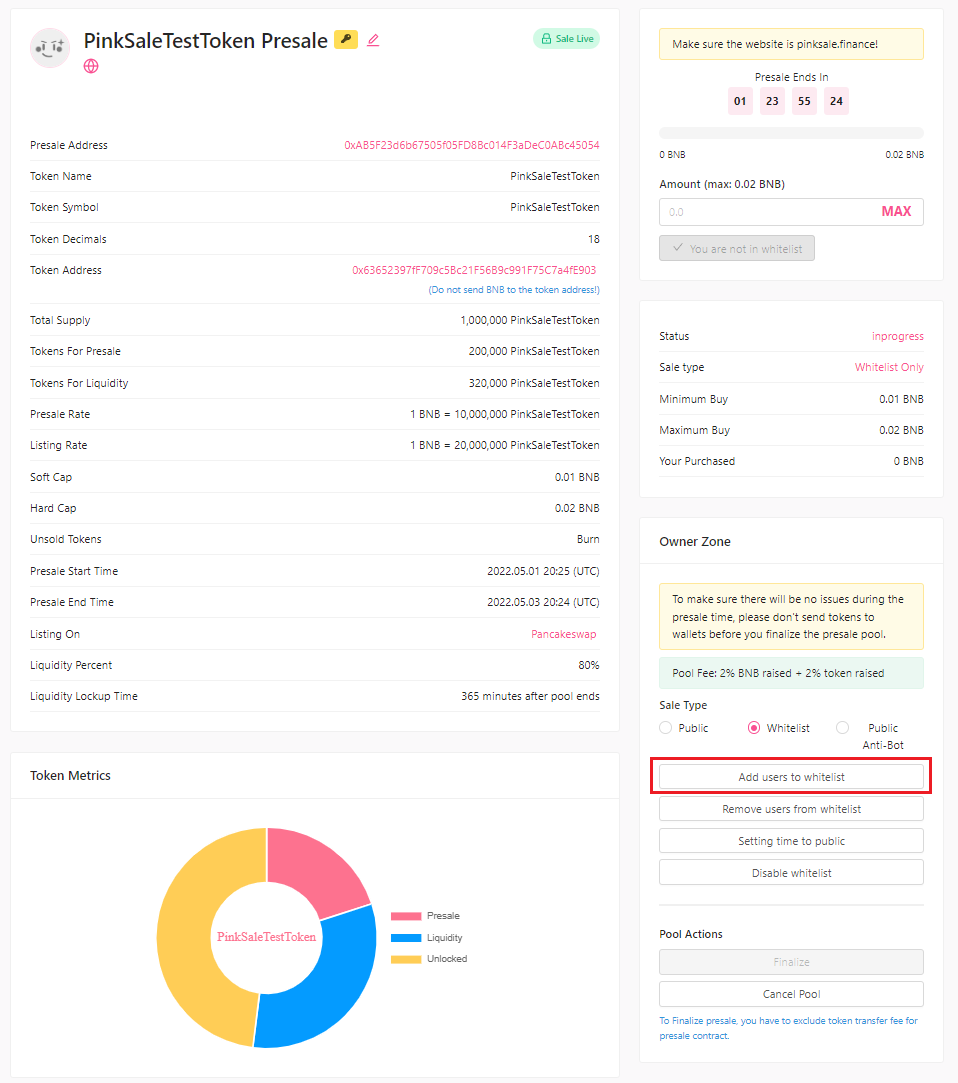 PinkSaleTestToken Presale
Sale Live
Presale Address 0xAB5F23d6b67505f05FD8Bc014F3aDeC0ABc45054
Token Name PinkSaleTestToken
Token Symbol PinkSaleTestToken
Token Decimals 18
Token Address 0x63652397fF709c5Bc21F56B9c991F75C7a4fE903
(Do not send BNB to the token address!)
Total Supply 1,000,000 PinkSaleTestToken
Tokens For Presale 200,000 PinkSaleTestToken
Tokens For Liquidity 320,000 PinkSaleTestToken
Presale Rate 1 BNB = 10,000,000 PinkSaleTestToken
Listing Rate 1 BNB = 20,000,000 PinkSaleTestToken
Soft Cap 0.01 BNB
Hard Cap 0.02 BNB
Unsold Tokens Burn
Presale Start Time 2022.05.01 20:25 (UTC)
Presale End Time 2022.05.03 20:24 (UTC)
Listing On Pancakeswap
Liquidity Percent 80%
Liquidity Lockup Time 365 minutes after pool ends
Token Metrics
PinkSaleTestToken
Presale
Liquidity
Unlocked
Make sure the website is pinksale.finance!
Presale Ends In
01 23 55 24
0 BNB 0.02 BNB
Amount (max: 0.02 BNB)
0.0 MAX
You are not in whitelist
Status inprogress
Sale type Whitelist Only
Minimum Buy 0.01 BNB
Maximum Buy 0.02 BNB
Your Purchased 0 BNB
Owner Zone
To make sure there will be no issues during the
presale time, please don't send tokens to
wallets before you finalize the presale pool.
Pool Fee: 2% BNB raised + 2% token raised
Sale Type
Public Whitelist Public
Anti-Bot
Add users to whitelist
Remove users from whitelist
Setting time to public
Disable whitelist
Pool Actions
Finalize
Cancel Pool
To Finalize presale, you have to exclude token transfer fee for
presale contract.